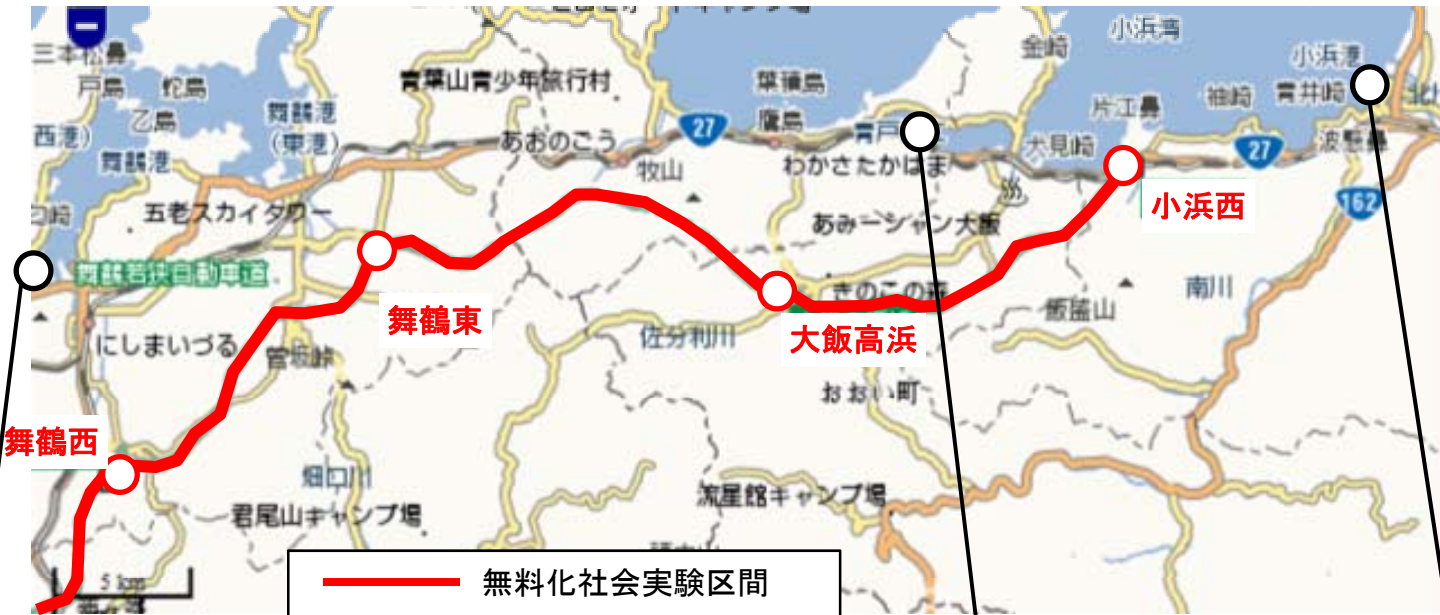 三本松鼻
金崎
小浜湾
小浜港
戸島
蛇島
青葉山青少年旅行村
葉積島
袖崎
青井崎
片江鼻
舞鶴港
(東港)
乙島
西港)
舞鶴港
あおのこう
27
鷹島
青戸
わかさたかはま
犬見崎
27
牧山
小浜西
162
五老スカイタワー
あみーシャン大飯
舞鶴若狭自動車道
きのこの森
南川
飯盛山
舞鶴東
佐分利川
大飯高浜
にしまいづる
菅坂峠
おおい町
舞鶴西
畑口川
君尾山キャンプ場
流星館キャンプ場
5 km
無料化社会実験区間